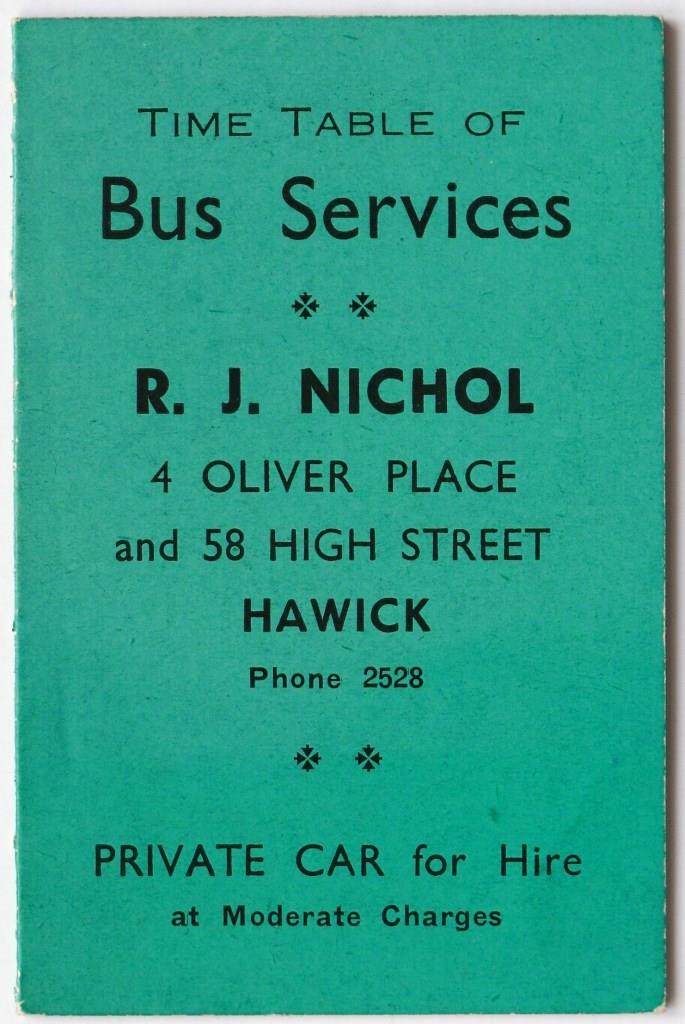 TIME TABLE OF
Bus Services
R. J. NICHOL
4 OLIVER PLACE
and 58 HIGH STREET
HAWICK
Phone 2528
PRIVATE CAR for Hire
at Moderate Charges